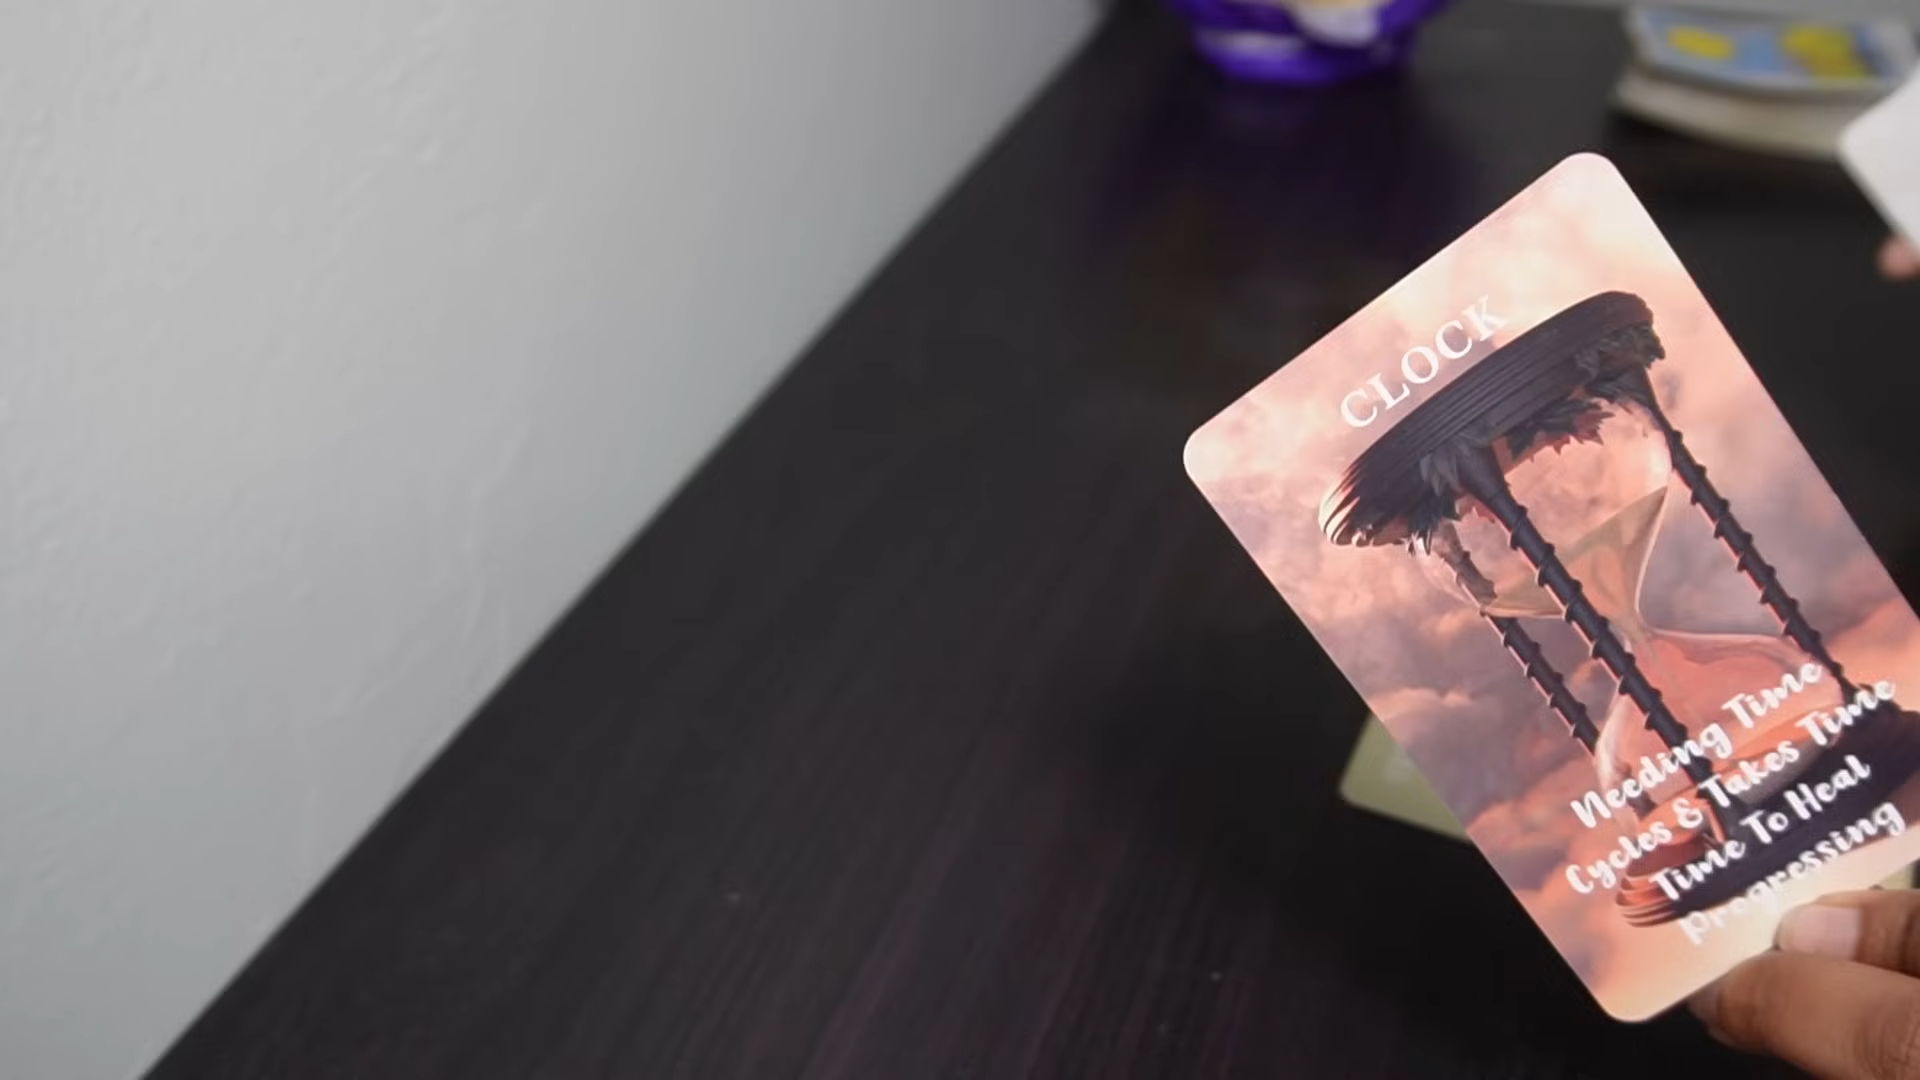 CLOCK
Needing Time
Cycles & Takes Time
Time To Heal
Progressing